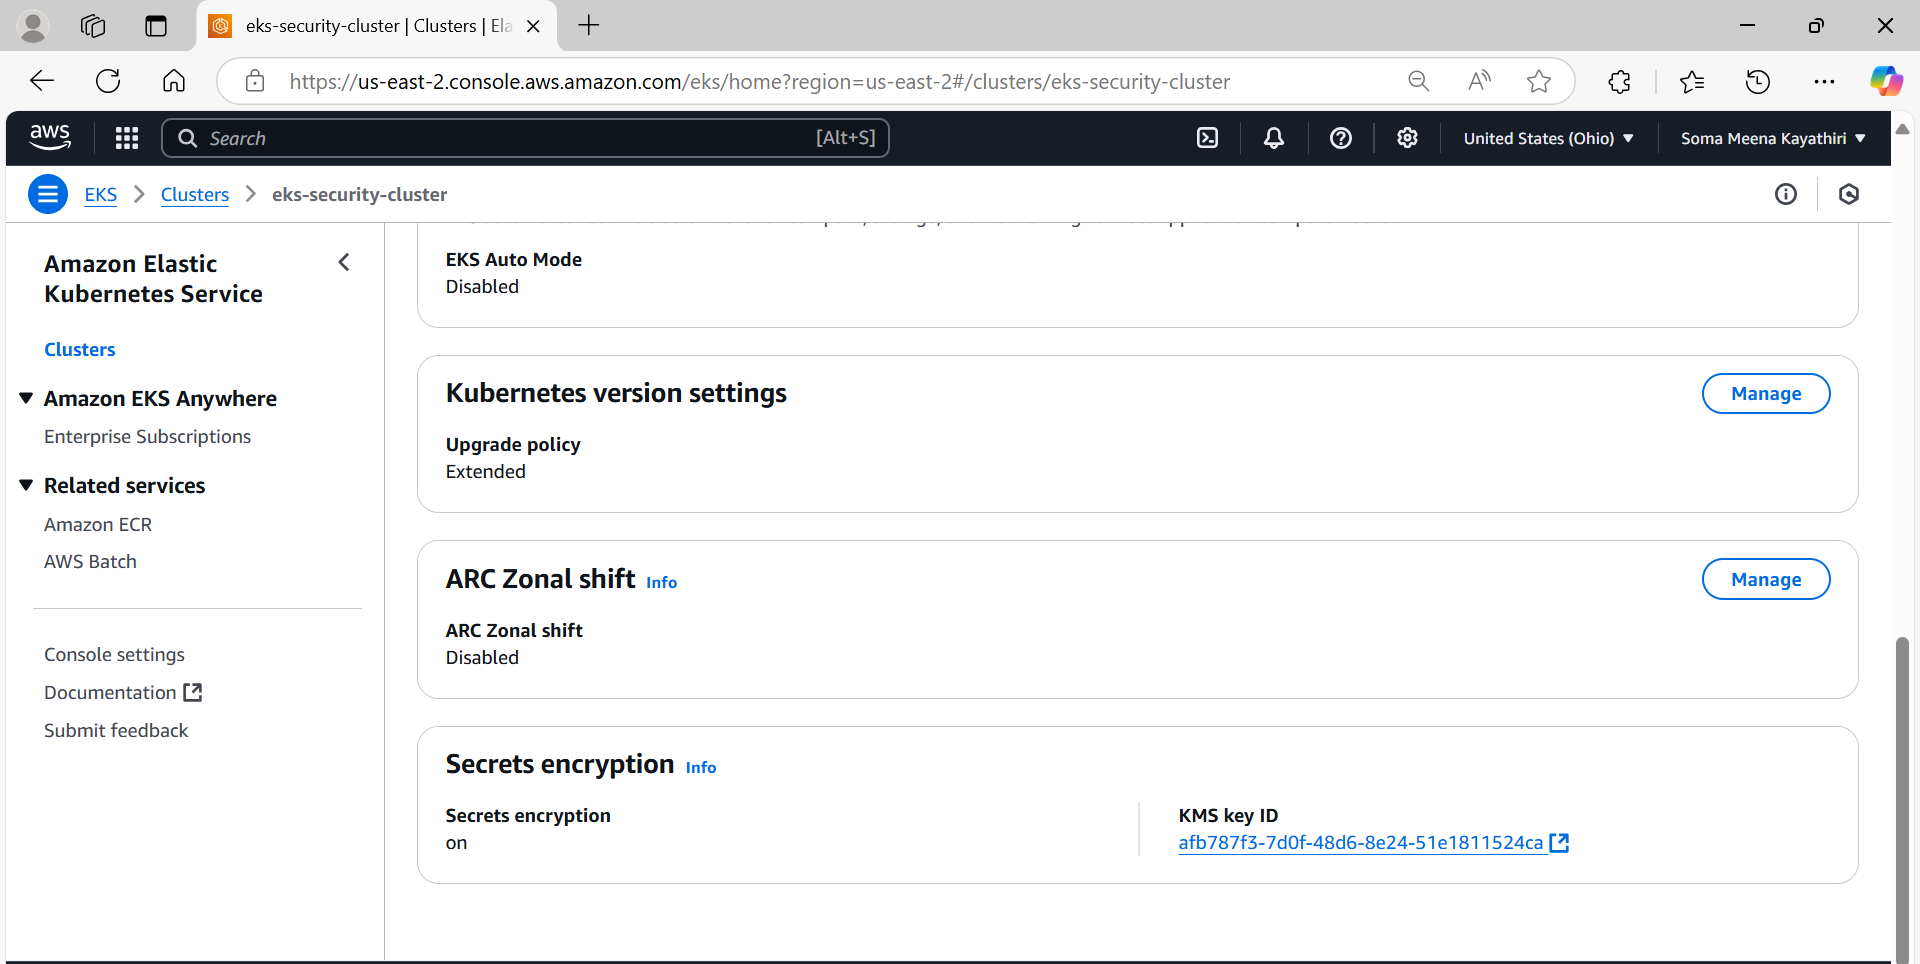 eks-security-cluster | Clusters | Ela
https://us-east-2.console.aws.amazon.com/eks/home?region=us-east-2#/clusters/eks-security-cluster
aws
Search
[Alt+S]
United States (Ohio)
Soma Meena Kayathiri
EKS
Clusters
eks-security-cluster
Amazon Elastic
Kubernetes Service
Clusters
Amazon EKS Anywhere
Enterprise Subscriptions
Related services
Amazon ECR
AWS Batch
Console settings
Documentation
Submit feedback
EKS Auto Mode
Disabled
Kubernetes version settings
Manage
Upgrade policy
Extended
ARC Zonal shift Info
Manage
ARC Zonal shift
Disabled
Secrets encryption Info
Secrets encryption
on
KMS key ID
afb787f3-7d0f-48d6-8e24-51e1811524ca